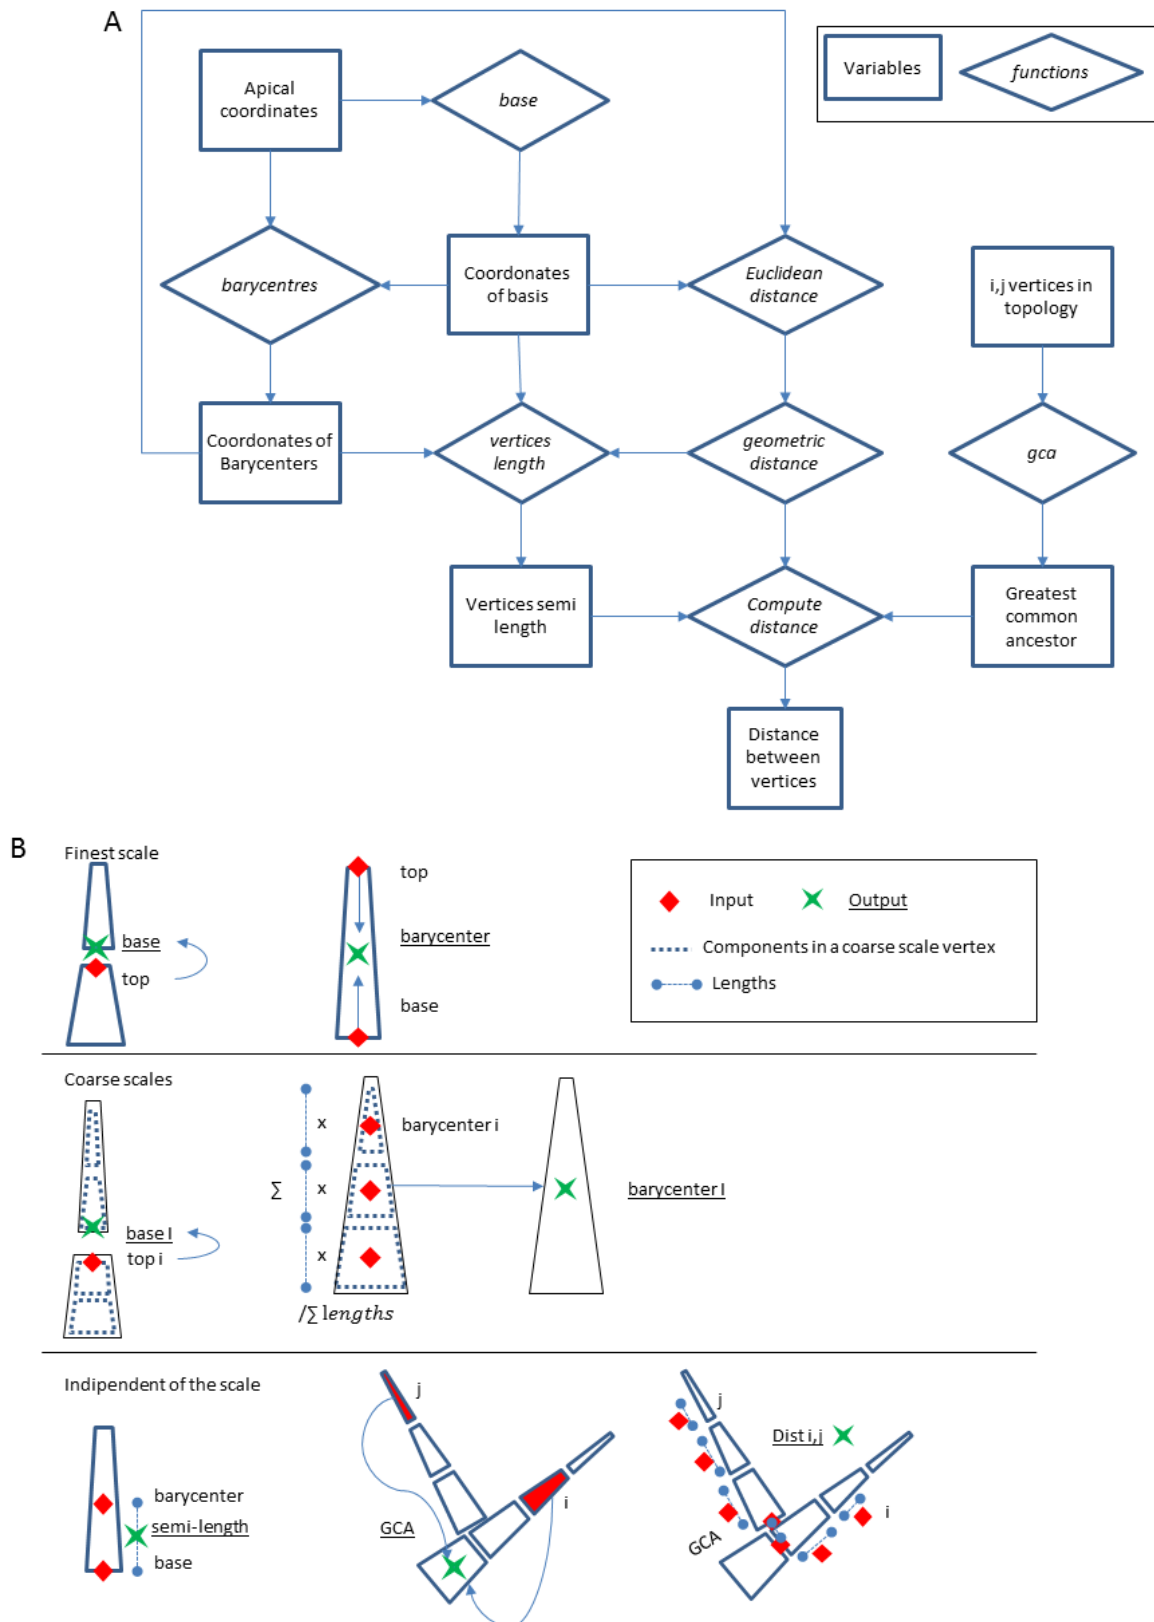 A
Apical
coordinates
base
Variables
functions
barycentres
Coordonates
of basis
Euclidean
distance
i,j vertices in
topology
Coordonates of
Barycenters
vertices
length
geometric
distance
gca
Vertices semi
length
Compute
distance
Greatest
common
ancestor
Distance
between
vertices
B
Finest scale
base
top
top
barycenter
base
Input
Output
Components in a coarse scale vertex
Lengths
Coarse scales
base I
top i
∑
x
x
x
barycenter i
/∑ lengths
barycenter I
Indipendent of the scale
barycenter
semi-length
base
j
i
GCA
j
Dist i,j
i
GCA